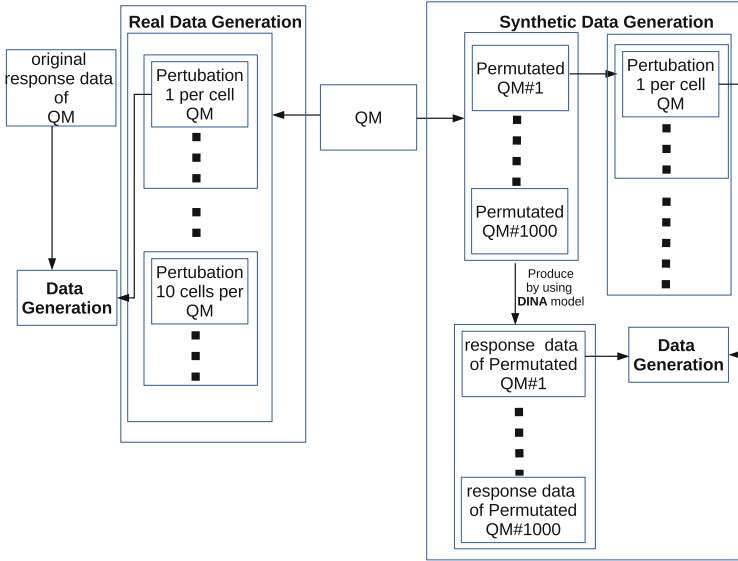 Real Data Generation
original
response data
of
QM
Pertubation
1 per cell
QM
Data
Generation
Pertubation
10 cells per
QM
QM
Synthetic Data Generation
Permutated
QM#1
Permutated
QM#1000
Pertubation
1 per cell
QM
Produce
by using
DINA model
response data
of Permutated
QM#1
response data
of Permutated
QM#1000
Data
Generation